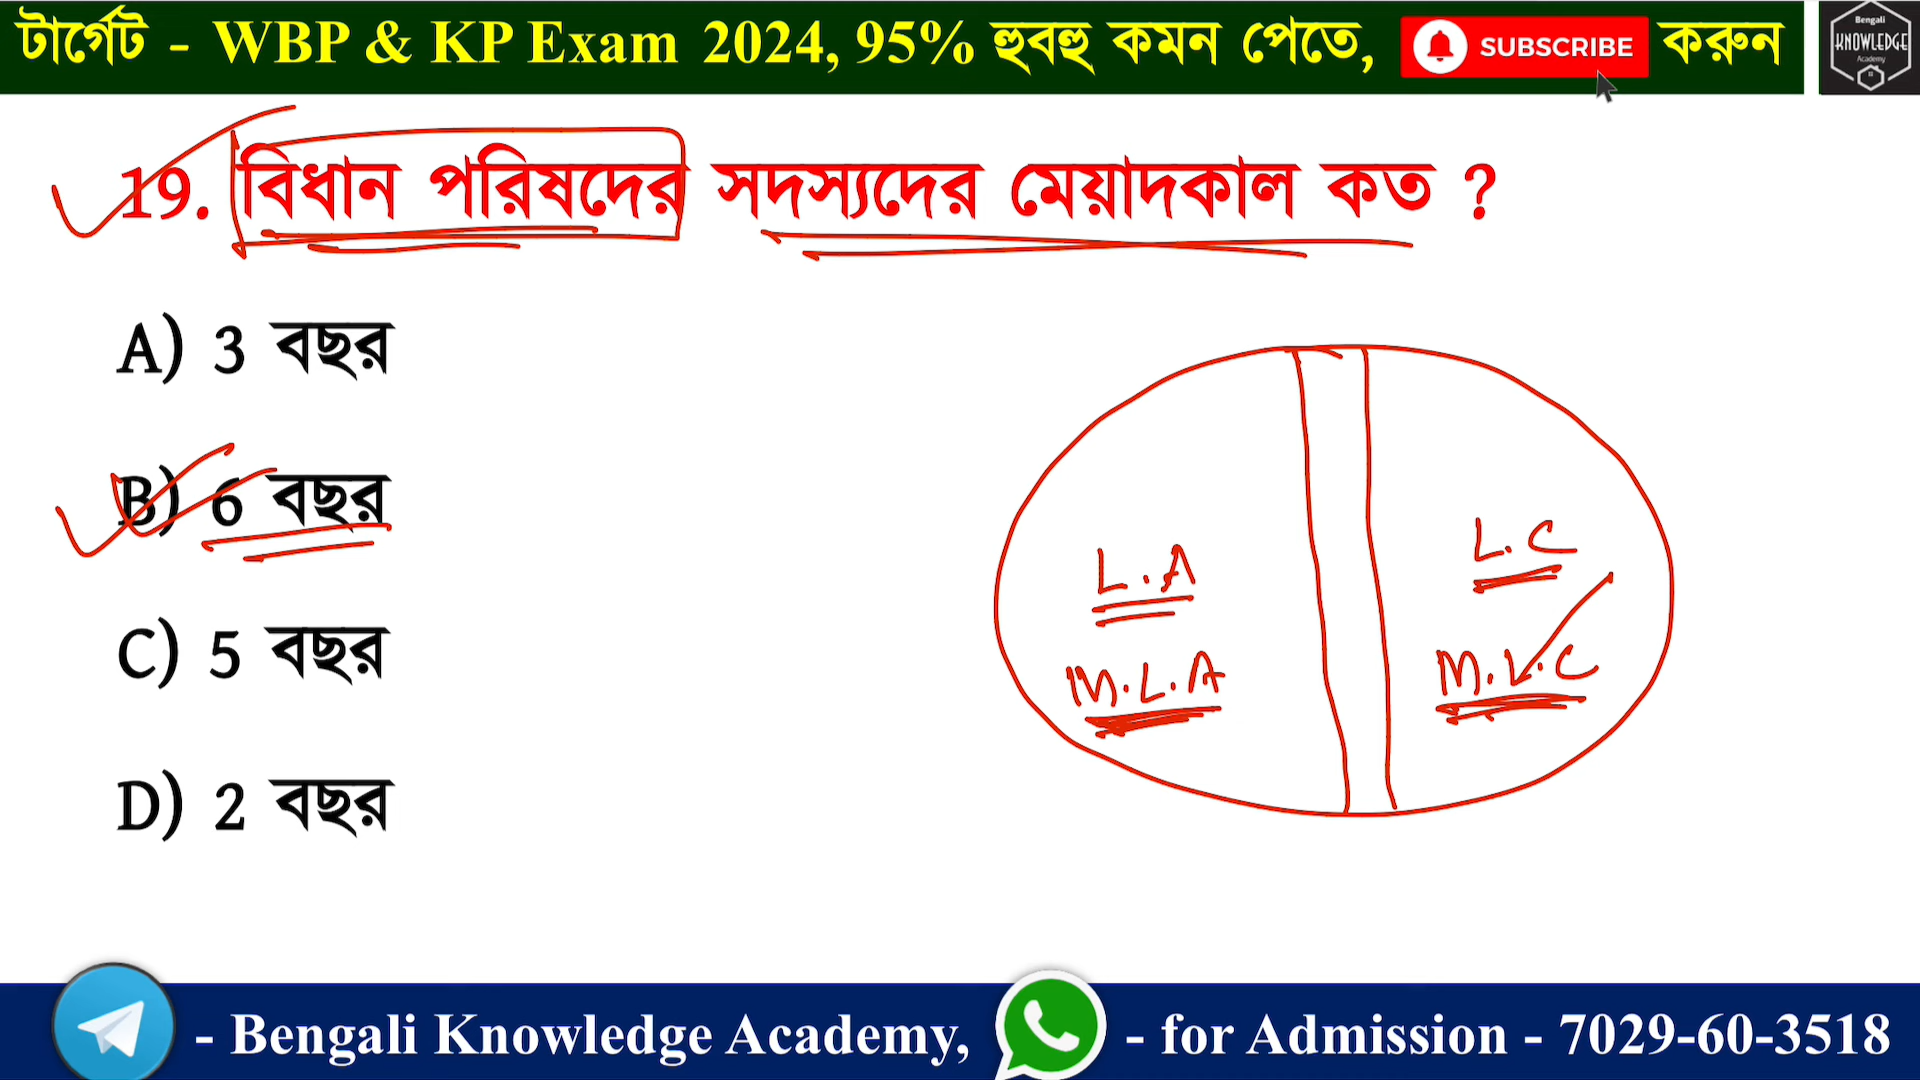 টার্গেট - WBP & KP Exam 2024, 95% হুবহু কমন পেতে, SUBSCRIBE করুন
Bengali
KNOWLEDGE
Academy
19. বিধান পরিষদের সদস্যদের মেয়াদকাল কত ?
A) 3 বছর
B) 6 বছর
C) 5 বছর
D) 2 বছর
L.A
M.L.A
L.C
M.L.C
- Bengali Knowledge Academy, - for Admission - 7029-60-3518